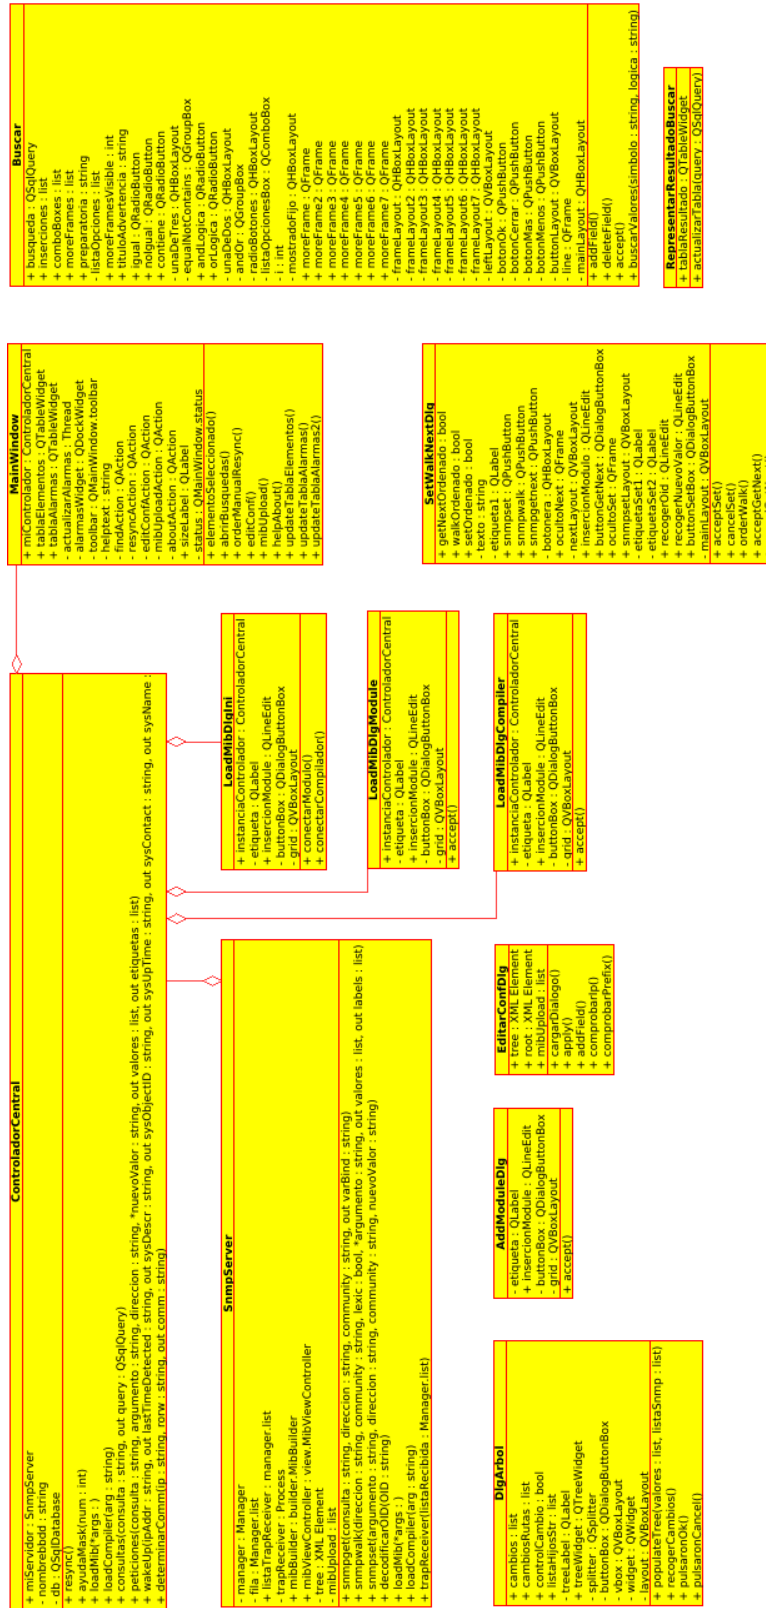 ControladorCentral
+ miServidor : SnmpServer
- nombrebbdd : string
- db : QSqlDatabase
+ resync()
+ ayudaMask(num : int)
+ loadMib(*args : )
+ loadCompiler(arg : string)
+ consultas(consulta : string, out query : QSqlQuery)
+ peticiones(consulta : string, argumento : string, direccion : string, *nuevoValor : string, out valores : list, out etiquetas : list)
+ wakeUp(ipAddr : string, out lastTimeDetected : string, out sysDescr : string, out sysObjectID : string, out sysUpTime : string, out sysContact : string, out sysName :
+ determinarComm(ip : string, rorw : string, out comm : string)
MainWindow
miControlador : ControladorCentral
+ tablaElementos : QTableWidget
+ tablaAlarmas : QTableWidget
- actualizarAlarmas : Thread
- alarmasWidget : QDockWidget
- toolbar : QMainWindow.toolbar
- helptext : string
- findAction : QAction
- resyncAction : QAction
- editConfAction : QAction
- mibUploadAction : QAction
- aboutAction : QAction
+ sizeLabel : QLabel
- status : QMainWindow.status
+ elementoSeleccionado()
+ abrirBusquedas()
+ orderManualResync()
+ editConf()
+ mibUpload()
+ helpAbout()
+ updateTablaElementos()
+ updateTablaAlarmas()
+ updateTablaAlarmas2()
Buscar
+ busqueda : QSqlQuery
+ inserciones : list
+ comboBoxes : list
+ moreFrames : list
+ preparatoria : string
- listaOpciones : list
+ moreFramesVisible : int
+ tituloAdvertencia : string
+ igual : QRadioButton
+ noIgual : QRadioButton
+ contiene : QRadioButton
- unaDeTres : QHBoxLayout
- equalNotContains : QGroupBox
+ andLogica : QRadioButton
+ orLogica : QRadioButton
- unaDeDos : QHBoxLayout
- andOr : QGroupBox
- radioBotones : QHBoxLayout
listaOpcionesBox : QComboBox
- i : int
- mostradoFijo : QHBoxLayout
+ moreFrame : QFrame
+ moreFrame2 : QFrame
+ moreFrame3 : QFrame
+ moreFrame4 : QFrame
+ moreFrame5 : QFrame
+ moreFrame6 : QFrame
+ moreFrame7 : QFrame
- frameLayout : QHBoxLayout
- frameLayout2 : QHBoxLayout
- frameLayout3 : QHBoxLayout
- frameLayout4 : QHBoxLayout
- frameLayout5 : QHBoxLayout
- frameLayout6 : QHBoxLayout
- frameLayout7 : QHBoxLayout
- leftLayout : QVBoxLayout
- botonOk : QPushButton
- botonCerrar : QPushButton
- botonMas : QPushButton
- botonMenos : QPushButton
- buttonLayout : QVBoxLayout
- line : QFrame
- mainLayout : QHBoxLayout
+ addField()
+ deleteField()
+ accept()
+ buscarValores(simbolo : string, logica : string)
SnmpServer
- manager : Manager
- fila : Manager.list
+ listaTrapReceiver : manager.list
- trapReceiver : Process
+ mibBuilder : builder.MibBuilder
+ mibViewController : view.MibViewController
- tree : XML Element
- mibUpload : list
+ snmpget(consulta : string, direccion : string, community : string, out varBind : string)
+ snmpwalk(direccion : string, community : string, lexic : bool, *argumento : string, out valores : list, out labels : list)
+ snmpset(argumento : string, direccion : string, community : string, nuevoValor : string)
+ decodificarOID(OID : string)
+ loadMib(*args : )
+ loadCompiler(arg : string)
+ trapReceiver(listaRecibida : Manager.list)
LoadMibDlgIni
+ instanciaControlador : ControladorCentral
- etiqueta : QLabel
+ insercionModule : QLineEdit
- buttonBox : QDialogButtonBox
- grid : QVBoxLayout
+ conectarModulo()
+ conectarCompilador()
LoadMibDlgModule
+ instanciaControlador : ControladorCentral
- etiqueta : QLabel
+ insercionModule : QLineEdit
- buttonBox : QDialogButtonBox
- grid : QVBoxLayout
+ accept()
LoadMibDlgCompiler
+ instanciaControlador : ControladorCentral
- etiqueta : QLabel
+ insercionModule : QLineEdit
- buttonBox : QDialogButtonBox
- grid : QVBoxLayout
+ accept()
SetWalkNextDlg
+ getNextOrdenado : bool
+ walkOrdenado : bool
+ setOrdenado : bool
- texto : string
- etiqueta1 : QLabel
+ snmpset : QPushButton
+ snmpwalk : QPushButton
+ snmpgetnext : QPushButton
- botonera : QHBoxLayout
+ ocultoNext : QFrame
- nextLayout : QVBoxLayout
+ insercionModulo : QLineEdit
+ buttonGetNext : QDialogButtonBox
+ ocultoSet : QFrame
- snmpsetLayout : QVBoxLayout
- etiquetaSet1 : QLabel
- etiquetaSet2 : QLabel
+ recogerOid : QLineEdit
+ recogerNuevoValor : QLineEdit
+ buttonSetBox : QDialogButtonBox
- mainLayout : QVBoxLayout
+ acceptSet()
+ cancelSet()
+ orderWalk()
+ acceptGetNext()
RepresentarResultadoBuscar
+ tablaResultado : QTableWidget
+ actualizarTabla(query : QSqlQuery)
DlgArbol
+ cambios : list
+ cambiosRutas : list
+ controlCambio : bool
+ listaHijosStr : list
- treeLabel : QLabel
+ treeWidget : QTreeWidget
- splitter : QSplitter
- buttonBox : QDialogButtonBox
- vbox : QVBoxLayout
- widget : QWidget
- layout : QVBoxLayout
+ populateTree(valores : list, listaSnmp : list)
+ recogerCambios()
+ pulsaronOk()
+ pulsaronCancel()
AddModuleDlg
- etiqueta : QLabel
+ insercionModule : QLineEdit
- buttonBox : QDialogButtonBox
- grid : QVBoxLayout
+ accept()
EditarConfDlg
+ tree : XML Element
+ root : XML Element
+ mibUpload : list
+ cargarDialogo()
+ apply()
+ addField()
+ comprobarIp()
+ comprobarPrefix()